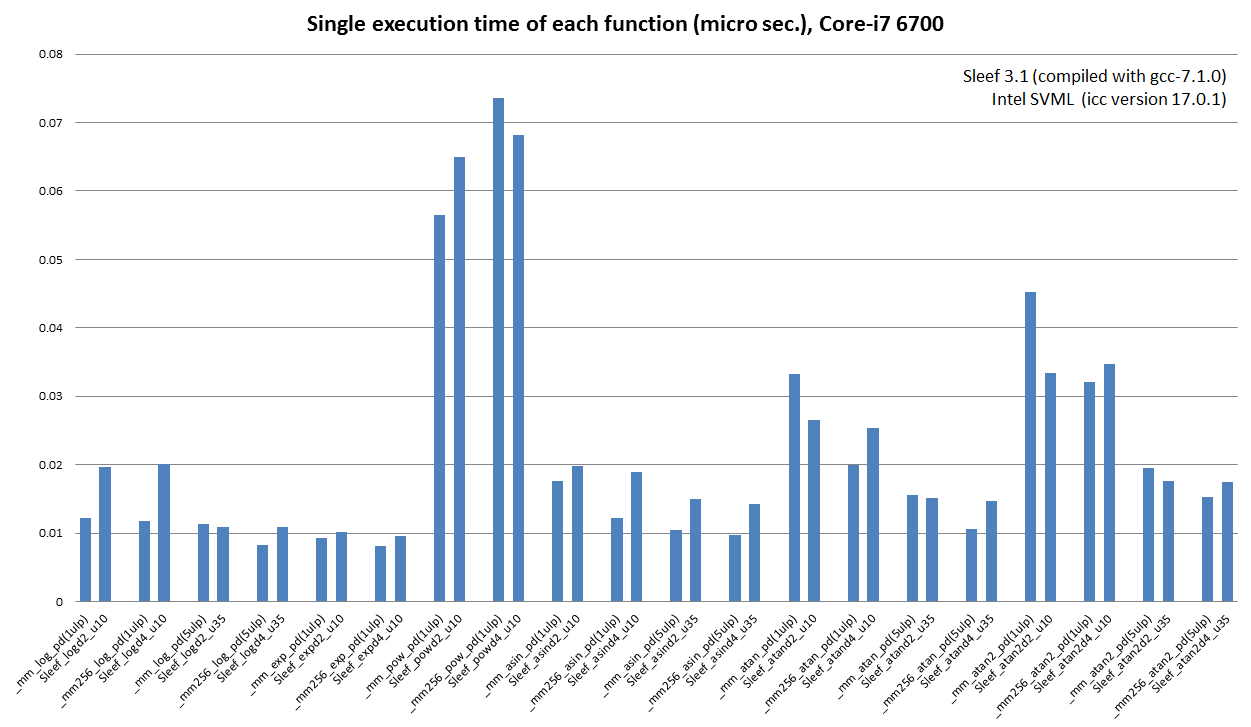 Single execution time of each function (micro sec.), Core-i7 6700
Sleef 3.1 (compiled with gcc-7.1.0)
Intel SVML (icc version 17.0.1)
0.08
0.07
0.06
0.05
0.04
0.03
0.02
0.01
0
_mm_log_pd(1ulp)
Sleef_logd2_u10
_mm256_log_pd(1ulp)
Sleef_logd4_u10
_mm_log_pd(5ulp)
Sleef_logd2_u35
_mm256_log_pd(5ulp)
Sleef_logd4_u35
_mm_exp_pd(1ulp)
Sleef_expd2_u10
_mm256_exp_pd(1ulp)
Sleef_expd4_u10
_mm_pow_pd(1ulp)
Sleef_powd2_u10
_mm256_pow_pd(1ulp)
Sleef_powd4_u10
_mm_asin_pd(1ulp)
Sleef_asind2_u10
_mm256_asin_pd(1ulp)
Sleef_asind4_u10
_mm_asin_pd(5ulp)
Sleef_asind2_u35
_mm256_asin_pd(5ulp)
Sleef_asind4_u35
_mm_atan_pd(1ulp)
Sleef_atand2_u10
_mm256_atan_pd(1ulp)
Sleef_atand4_u10
_mm_atan_pd(5ulp)
Sleef_atand2_u35
_mm256_atan_pd(5ulp)
Sleef_atand4_u35
_mm_atan2_pd(1ulp)
Sleef_atan2d2_u10
_mm256_atan2_pd(1ulp)
Sleef_atan2d4_u10
_mm_atan2_pd(5ulp)
Sleef_atan2d2_u35
_mm256_atan2_pd(5ulp)
Sleef_atan2d4_u35